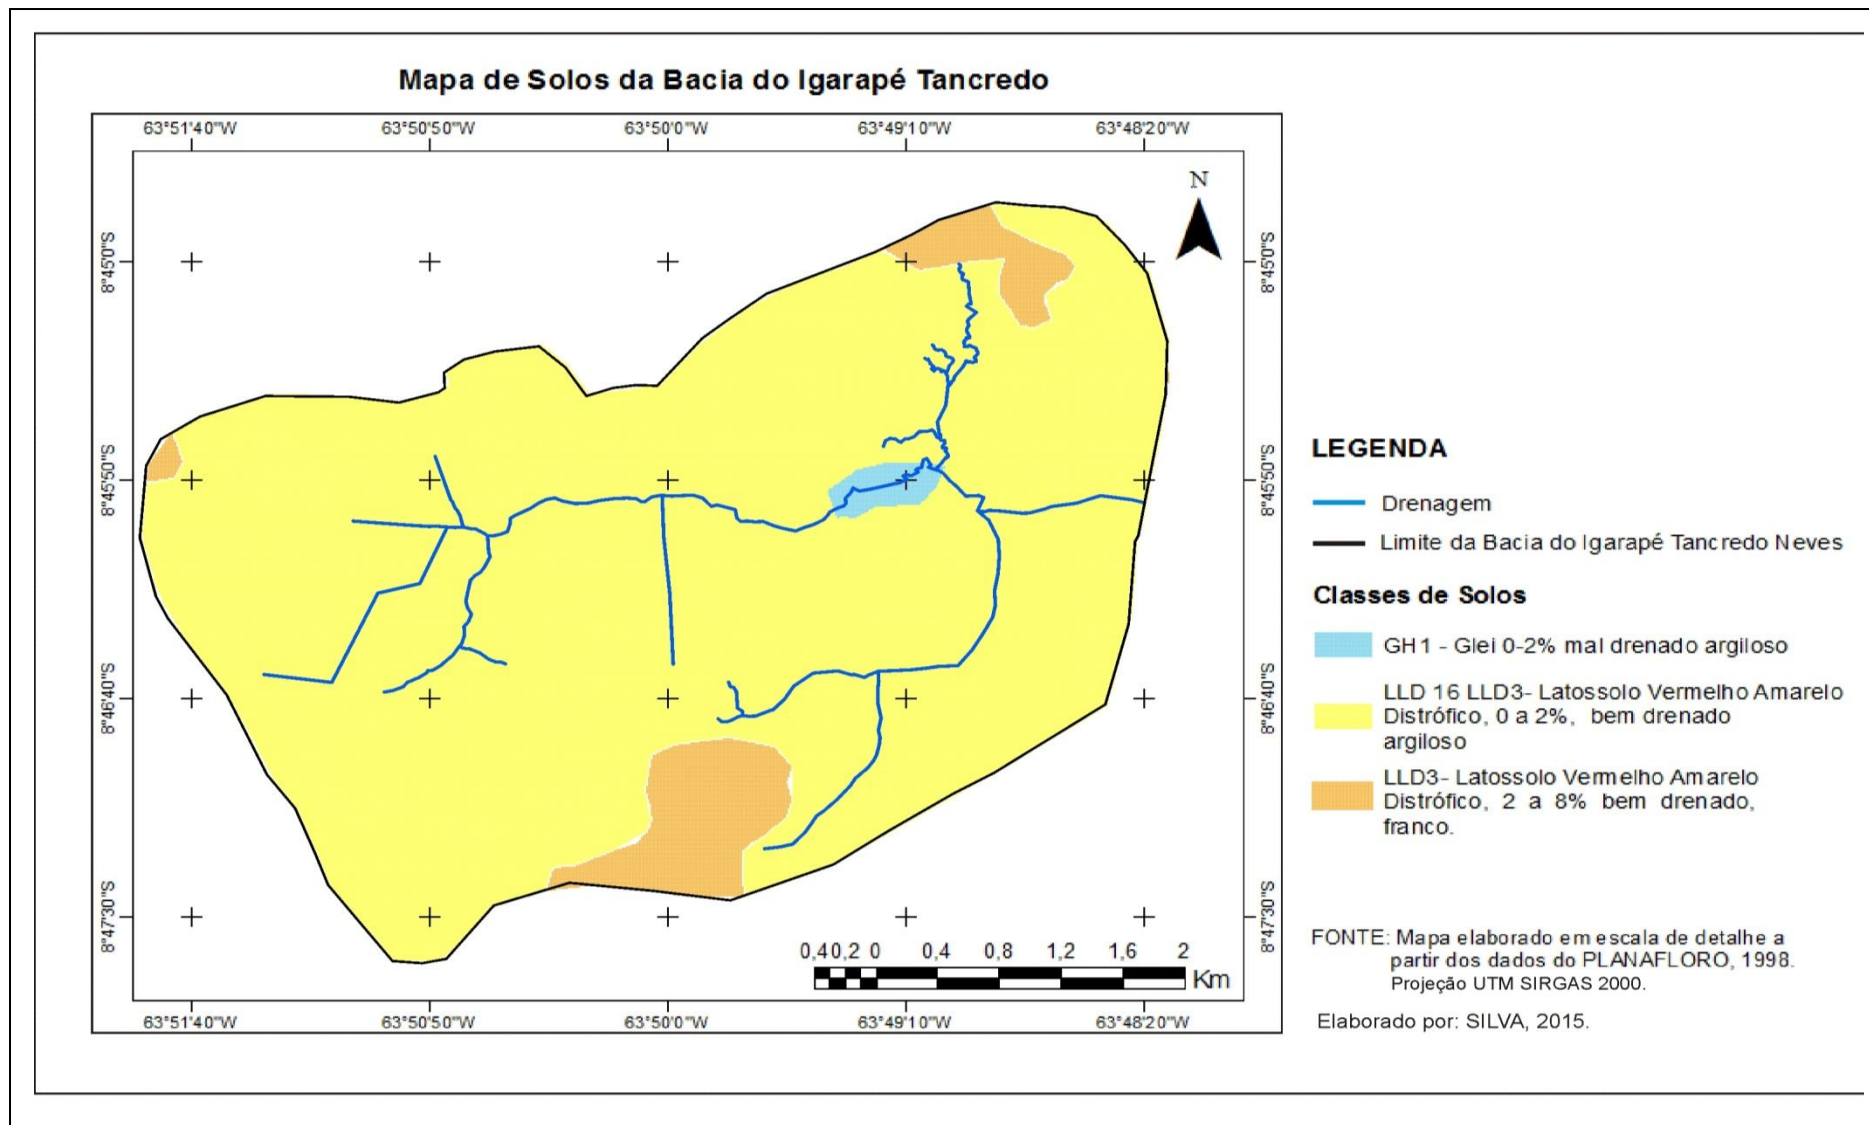 Mapa de Solos da Bacia do Igarapé Tancredo
63°51'40"W 63°50'50"W 63°50'0"W 63°49'10"W 63°48'20"W
N
8°45'0"S 8°45'0"S
8°45'50"S 8°45'50"S
8°46'40"S 8°46'40"S
8°47'30"S 8°47'30"S
0,40,2 0 0,4 0,8 1,2 1,6 2
Km
63°51'40"W 63°50'50"W 63°50'0"W 63°49'10"W 63°48'20"W
LEGENDA
Drenagem
Limite da Bacia do Igarapé Tancredo Neves
Classes de Solos
GH1 - Glei 0-2% mal drenado argiloso
LLD 16 LLD3- Latossolo Vermelho Amarelo
Distrófico, 0 a 2%, bem drenado
argiloso
LLD3- Latossolo Vermelho Amarelo
Distrófico, 2 a 8% bem drenado,
franco.
FONTE: Mapa elaborado em escala de detalhe a
partir dos dados do PLANAFLORO, 1998.
Projeção UTM SIRGAS 2000.
Elaborado por: SILVA, 2015.